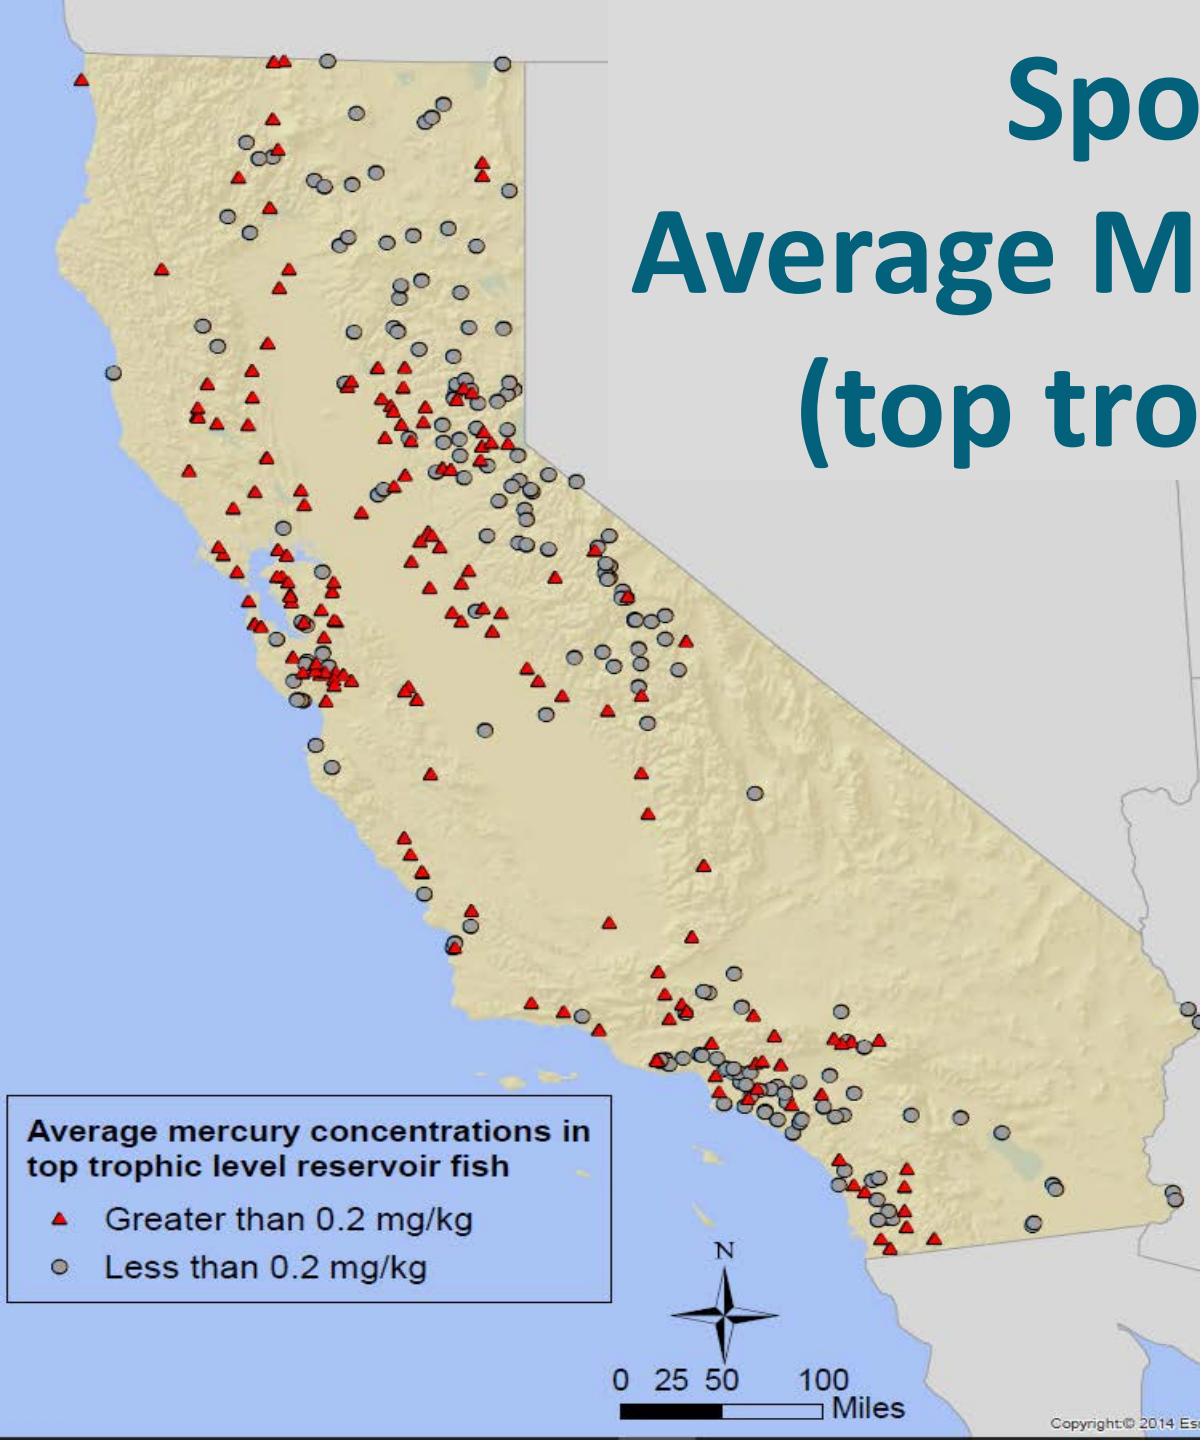 Spo
Average M
(top tro
Average mercury concentrations in
top trophic level reservoir fish
Greater than 0.2 mg/kg
Less than 0.2 mg/kg
N
0 25 50 100
Miles
Copyright:© 2014 Es